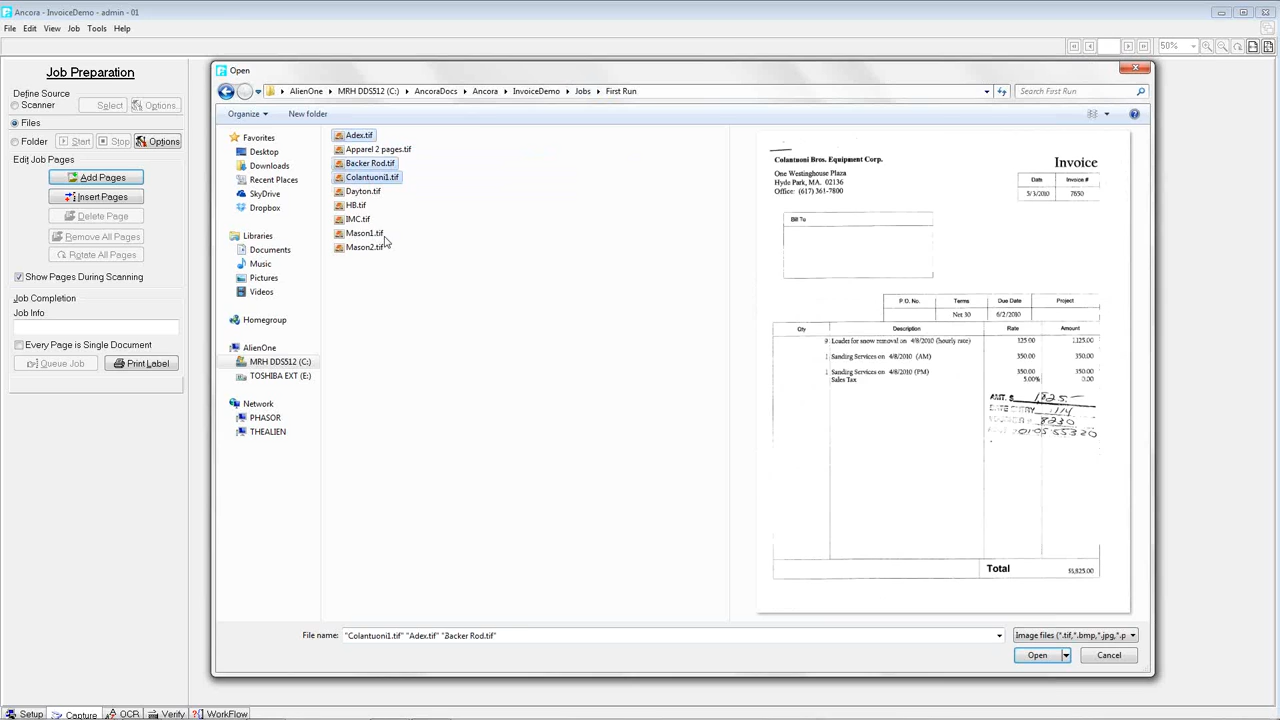 Ancora - InvoiceDemo - admin - 01
File Edit View Job Tools Help
50%
Job Preparation
Define Source
Scanner Select Options.
Files
Folder Start Stop Options
Edit Job Pages
Add Pages
Insert Pages
Delete Page
Remove All Pages
Rotate All Pages
Show Pages During Scanning
Job Completion
Job Info
Every Page is Single Document
Queue Job Print Label
Open
AlienOne MRH DDS512 (C:) AncoraDocs Ancora InvoiceDemo Jobs First Run
Search First Run
Organize New folder
Favorites
Desktop
Downloads
Recent Places
SkyDrive
Dropbox
Libraries
Documents
Music
Pictures
Videos
Homegroup
AlienOne
MRH DDS512 (C:)
TOSHIBA EXT (E:)
Network
PHASOR
THEALIEN
Adex.tif
Apparel 2 pages.tif
Backer Rod.tif
Colantuoni1.tif
Dayton.tif
HB.tif
IMC.tif
Mason1.tif
Mason2.tif
Colantuoni Bros. Equipment Corp.
One Westinghouse Plaza
Hyde Park, MA. 02136
Office: (617) 361-7800
Invoice
Date Invoice #
5/3/2010 7650
Bill To
P.O. No. Terms Due Date Project
Net 30 6/2/2010
Qty Description Rate Amount
9 Loader for snow removal on 4/8/2010 (hourly rate) 125.00 1,125.00
1 Sanding Services on 4/8/2010 (AM) 350.00 350.00
1 Sanding Services on 4/8/2010 (PM) 350.00 350.00
Sales Tax 5.00% 0.00
AMT. $ 1825.-
DATE ENTRY 114
8230
Total $1,825.00
File name: "Colantuoni1.tif" "Adex.tif" "Backer Rod.tif"
Image files (*.tif,*.bmp,*.jpg,*.p
Open Cancel
Setup Capture OCR Verify WorkFlow